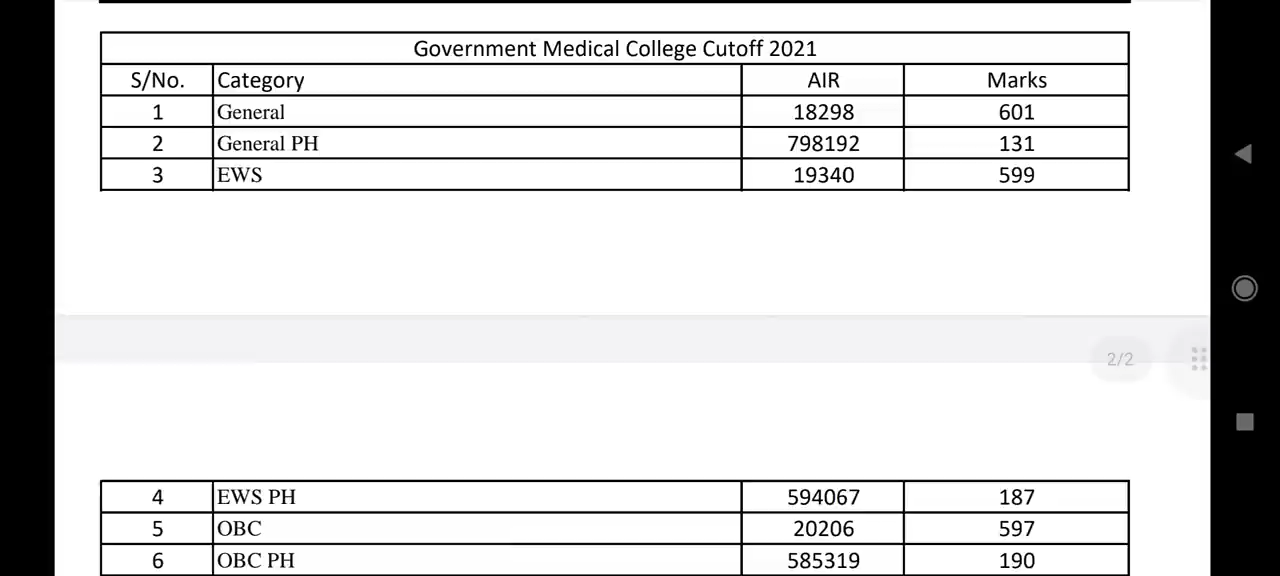 Government Medical College Cutoff 2021
S/No. Category AIR Marks
1 General 18298 601
2 General PH 798192 131
3 EWS 19340 599
2/2
4 EWS PH 594067 187
5 OBC 20206 597
6 OBC PH 585319 190